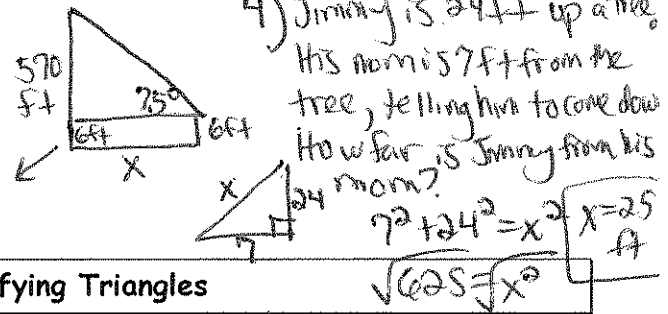 4) Jimmy is 24ft up a tree.
His mom is 7ft from the
tree, telling him to come dow
How far is Jimmy from his
mom?
570
ft
75°
6ft
6ft
x
x
24
7
7²+24²=x²
√625=√x²
x=25
ft
fying Triangles